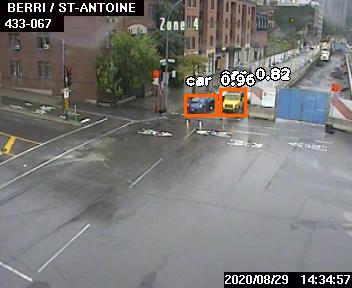 BERRI / ST-ANTOINE
433-067
Zone 4
car 0.96
0.82
2020/08/29 14:34:57